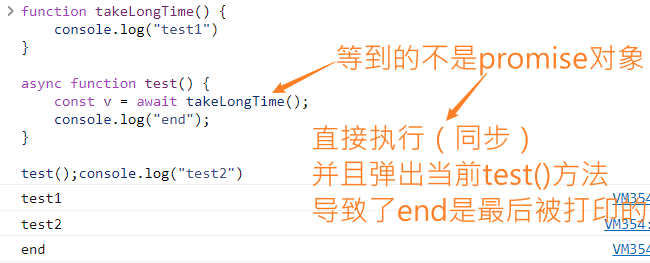 function takeLongTime() {
console.log("test1")
}
async function test() {
const v = await takeLongTime();
console.log("end");
}
test();console.log("test2")
等到的不是promise对象
直接执行（同步）
并且弹出当前test()方法
导致了end是最后被打印的
test1
VM354:
test2
VM354:
end
VM354: